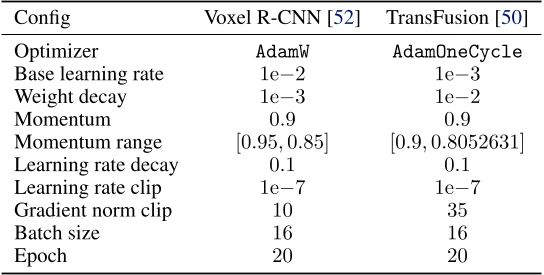 Config Voxel R-CNN [52] TransFusion [50]
Optimizer AdamW AdamOneCycle
Base learning rate 1e−2 1e−3
Weight decay 1e−3 1e−2
Momentum 0.9 0.9
Momentum range [0.95, 0.85] [0.9, 0.8052631]
Learning rate decay 0.1 0.1
Learning rate clip 1e−7 1e−7
Gradient norm clip 10 35
Batch size 16 16
Epoch 20 20